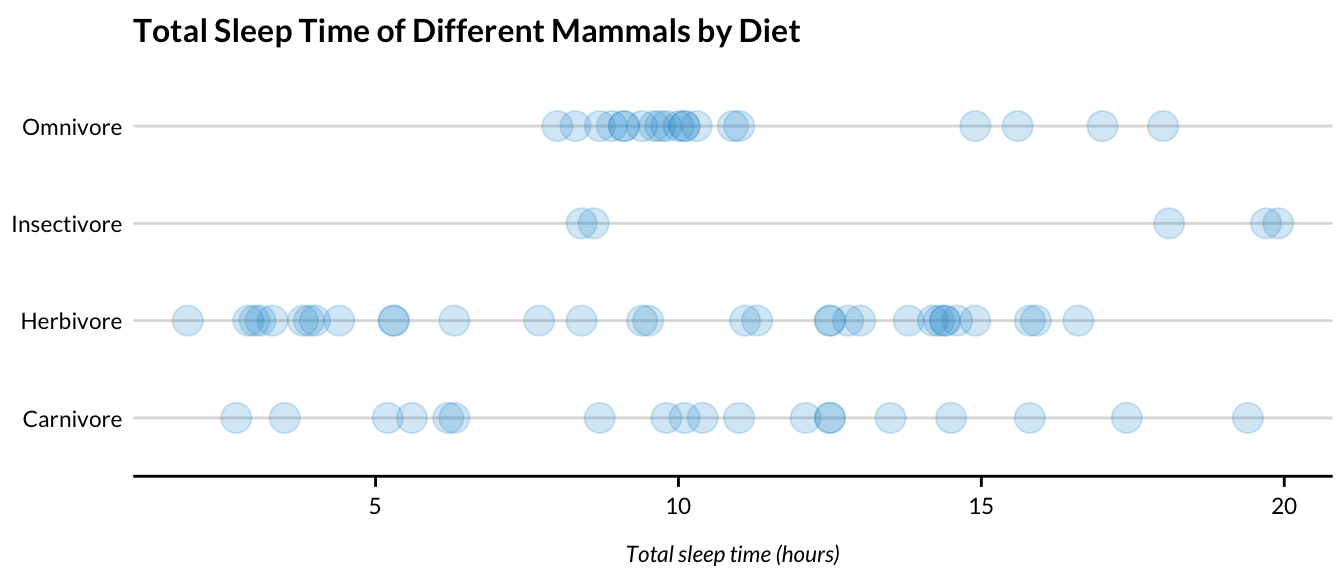 Total Sleep Time of Different Mammals by Diet
Omnivore
Insectivore
Herbivore
Carnivore
5 10 15 20
Total sleep time (hours)